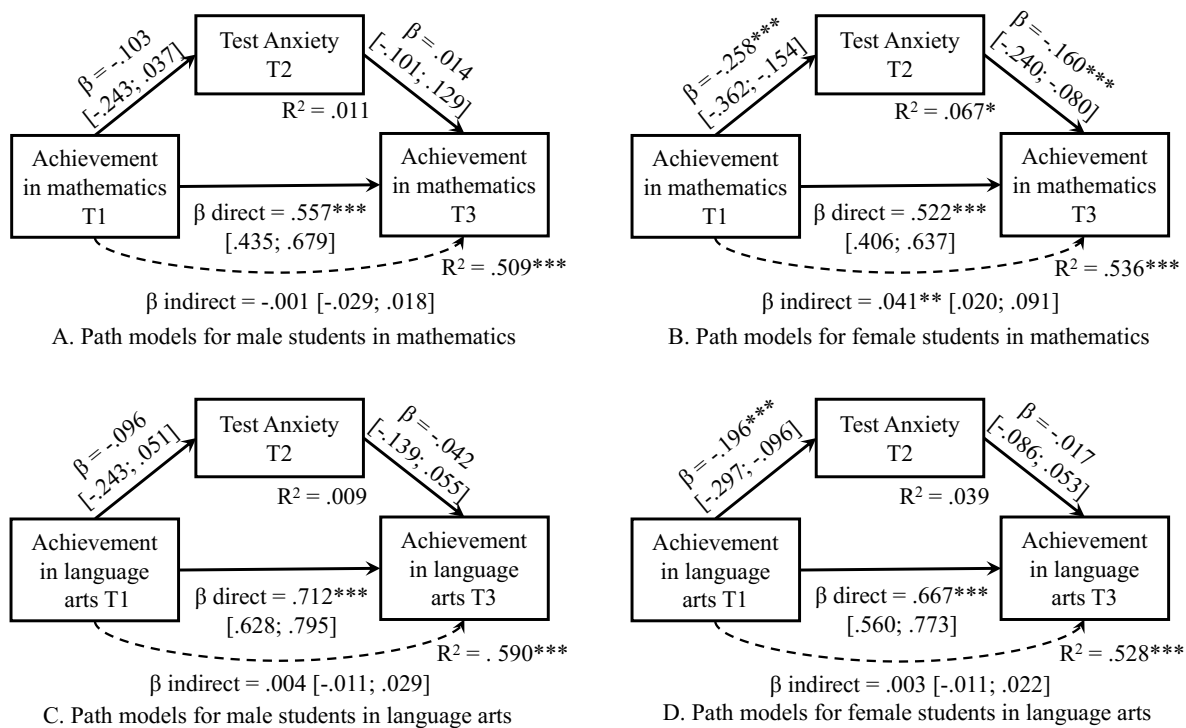 β = -.103
[-.243; .037]
Test Anxiety
T2
β = .014
[-.101; .129]
R² = .011
Achievement
in mathematics
T1
Achievement
in mathematics
T3
β direct = .557***
[.435; .679]
R² = .509***
β indirect = -.001 [-.029; .018]
A. Path models for male students in mathematics
β = -.258***
[-.362; -.154]
Test Anxiety
T2
β = -.160***
[-.240; -.080]
R² = .067*
Achievement
in mathematics
T1
Achievement
in mathematics
T3
β direct = .522***
[.406; .637]
R² = .536***
β indirect = .041** [.020; .091]
B. Path models for female students in mathematics
β = -.096
[-.243; .051]
Test Anxiety
T2
β = -.042
[-.139; .055]
R² = .009
Achievement
in language
arts T1
Achievement
in language
arts T3
β direct = .712***
[.628; .795]
R² = . 590***
β indirect = .004 [-.011; .029]
C. Path models for male students in language arts
β = -.196***
[-.297; -.096]
Test Anxiety
T2
β = -.017
[-.086; .053]
R² = .039
Achievement
in language
arts T1
Achievement
in language
arts T3
β direct = .667***
[.560; .773]
R² = .528***
β indirect = .003 [-.011; .022]
D. Path models for female students in language arts